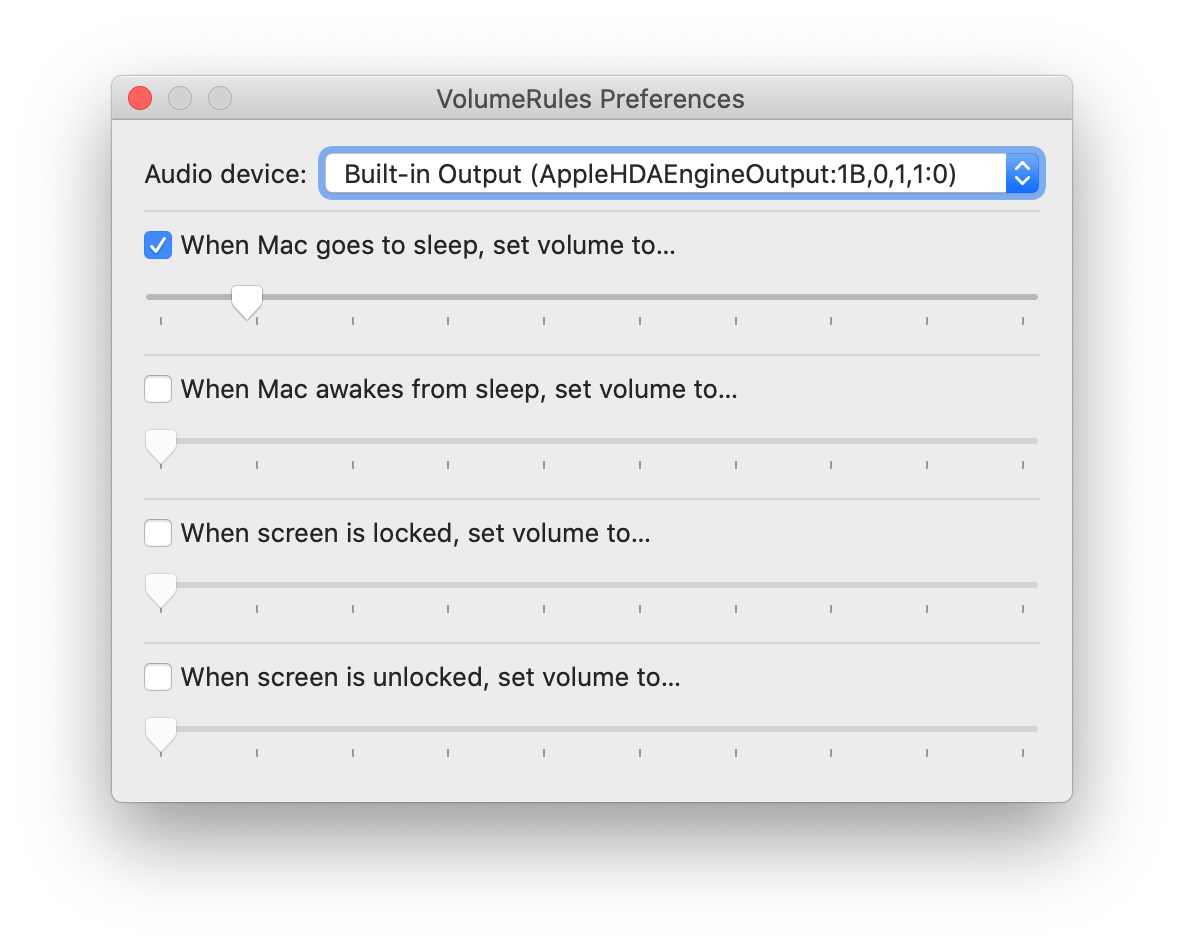 VolumeRules Preferences
Audio device: Built-in Output (AppleHDAEngineOutput:1B,0,1,1:0)
When Mac goes to sleep, set volume to...
When Mac awakes from sleep, set volume to...
When screen is locked, set volume to...
When screen is unlocked, set volume to...